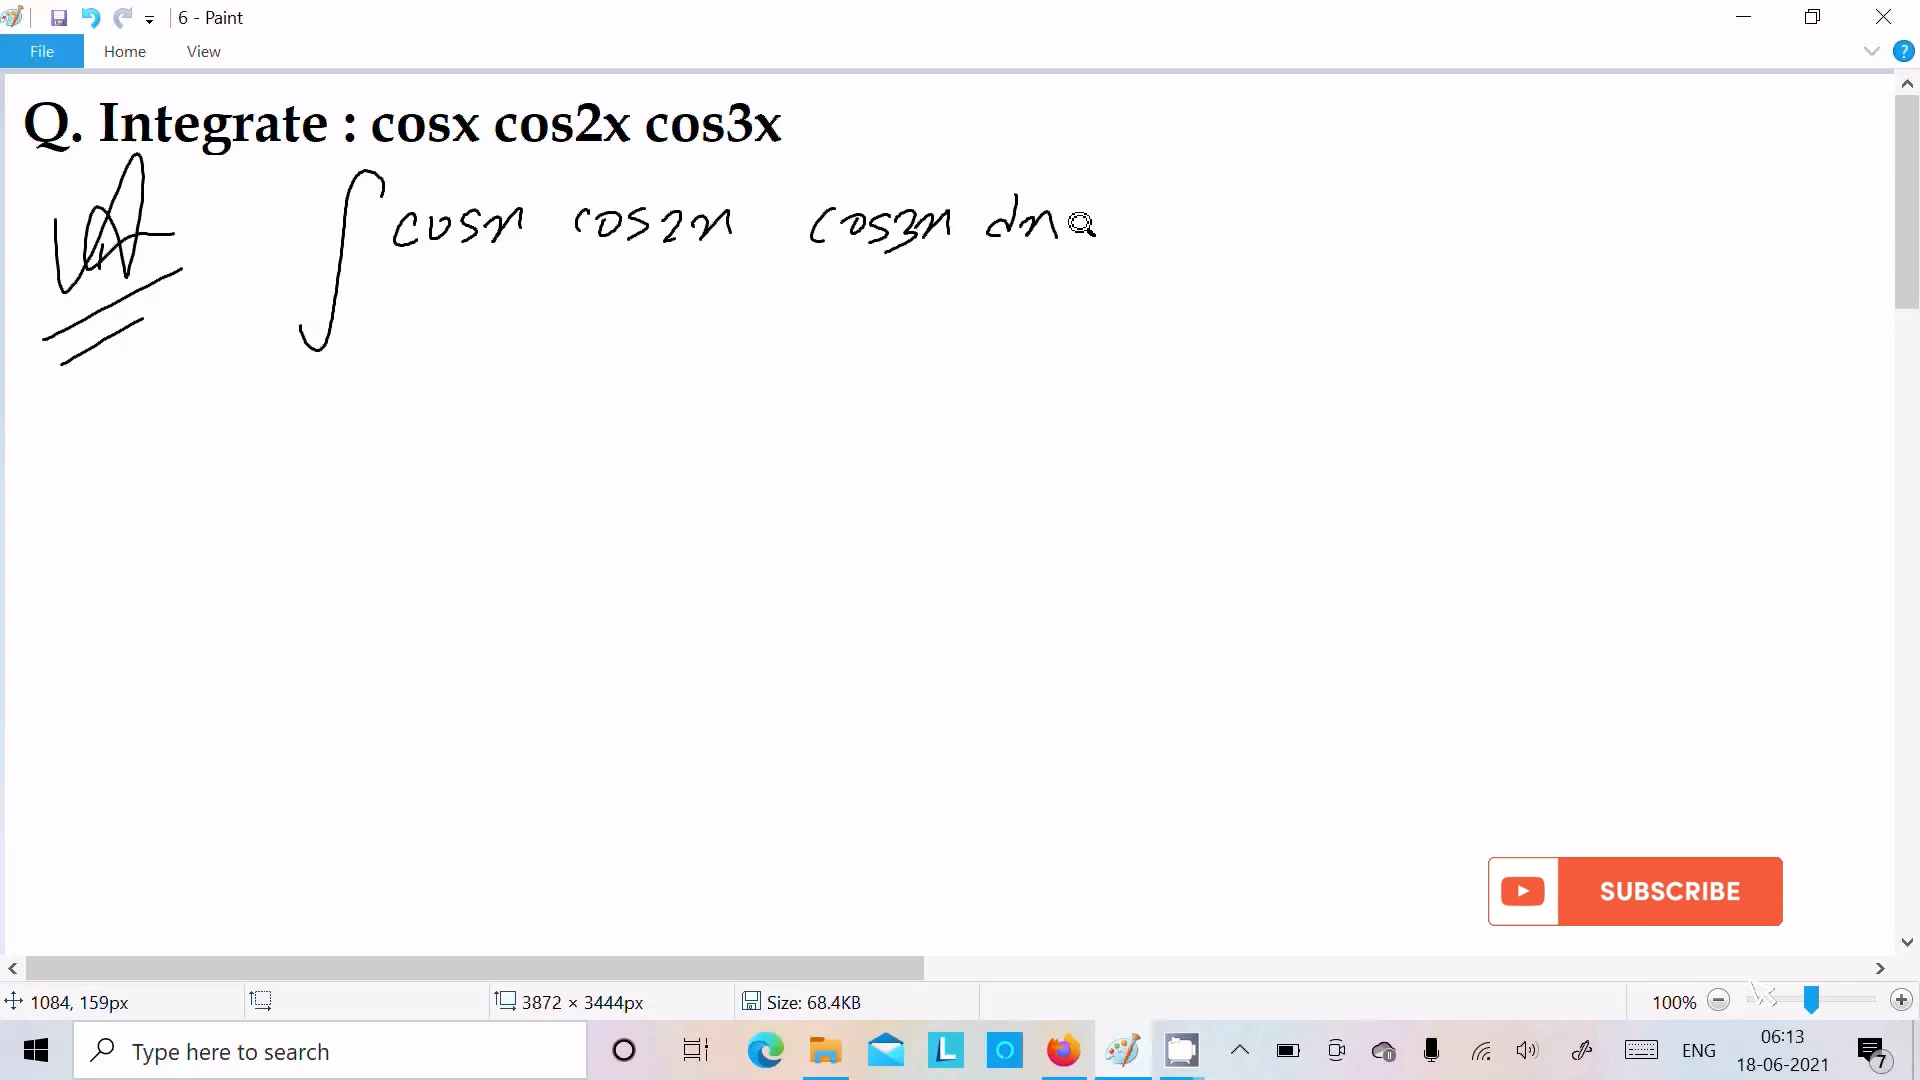 6 - Paint
File Home View
Q. Integrate : cosx cos2x cos3x
∫ cosx cos2x cos3x dx
SUBSCRIBE
1084, 159px 3872 × 3444px Size: 68.4KB 100%
Type here to search ENG 06:13
18-06-2021 7